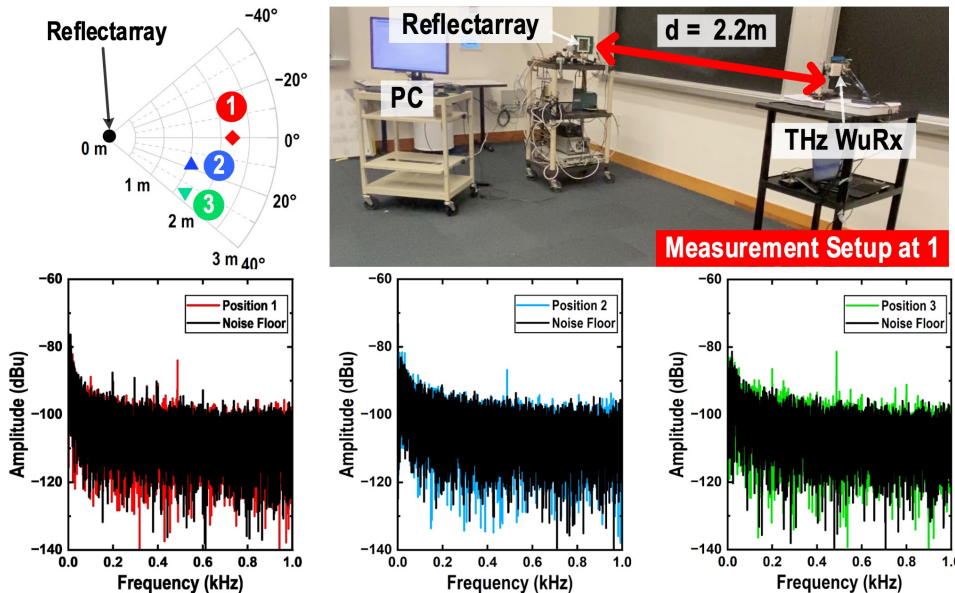 Reflectarray
−40°
−20°
1
0 m
0°
2
1 m
3
20°
2 m
3 m 40°
Reflectarray
d = 2.2m
PC
THz WuRx
Measurement Setup at 1
−60
−80
−100
−120
−140
Amplitude (dBu)
Position 1
Noise Floor
0.0 0.2 0.4 0.6 0.8 1.0
Frequency (kHz)
−60
−80
−100
−120
−140
Amplitude (dBu)
Position 2
Noise Floor
0.0 0.2 0.4 0.6 0.8 1.0
Frequency (kHz)
−60
−80
−100
−120
−140
Amplitude (dBu)
Position 3
Noise Floor
0.0 0.2 0.4 0.6 0.8 1.0
Frequency (kHz)